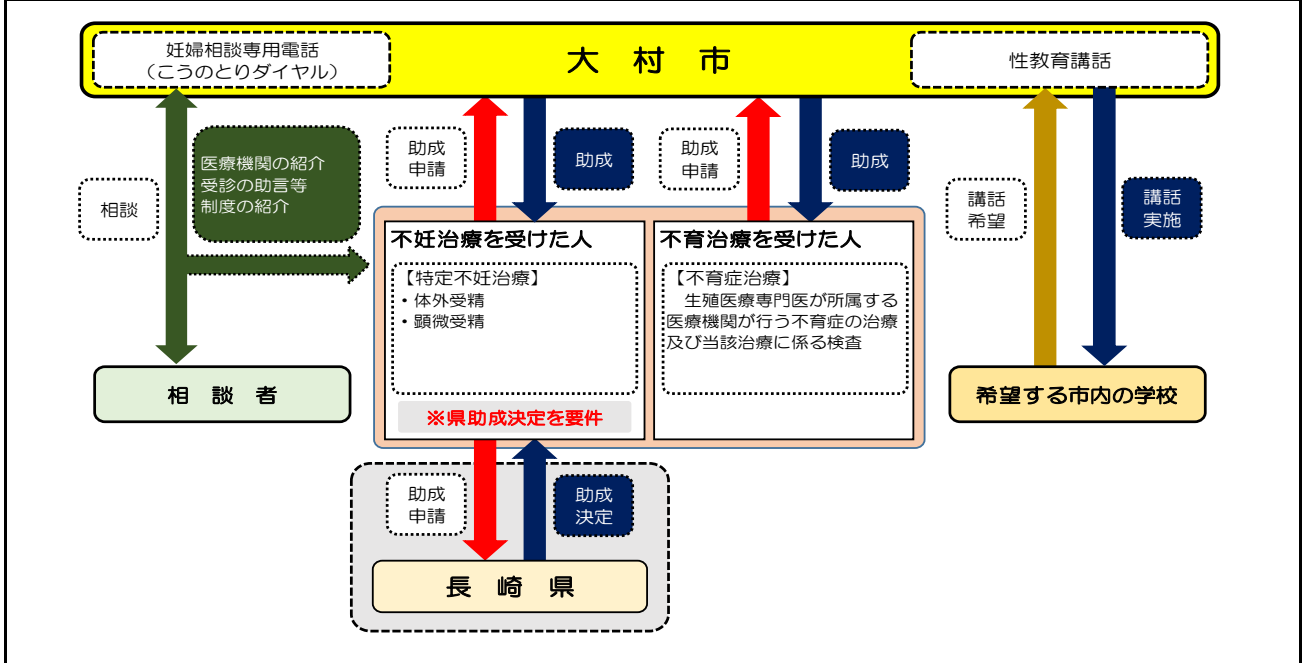 妊婦相談専用電話
（こうのとりダイヤル）
大 村 市
性教育講話
相談
医療機関の紹介
受診の助言等
制度の紹介
助成
申請
助成
助成
申請
助成
講話
希望
講話
実施
不妊治療を受けた人
【特定不妊治療】
・体外受精
・顕微受精
※県助成決定を要件
不育治療を受けた人
【不育症治療】
生殖医療専門医が所属する
医療機関が行う不育症の治療
及び当該治療に係る検査
相 談 者
希望する市内の学校
助成
申請
助成
決定
長 崎 県